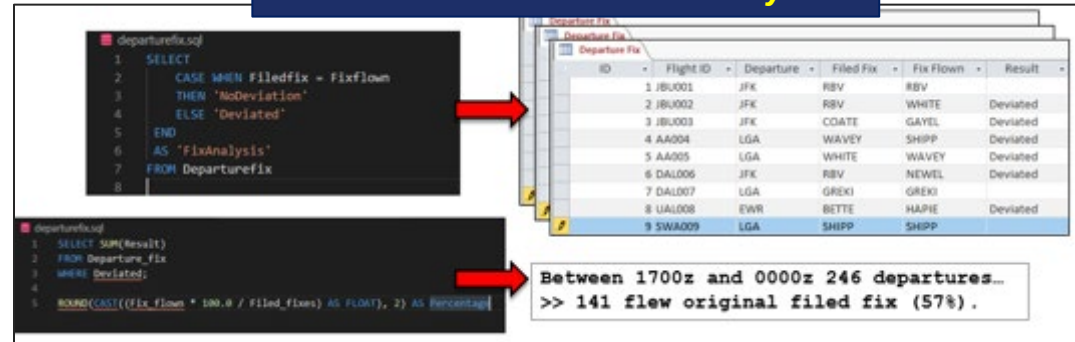 departurefix.sql
1 SELECT
2 CASE WHEN Filedfix = Fixflown
3 THEN 'NoDeviation'
4 ELSE 'Deviated'
5 END
6 AS 'FixAnalysis'
7 FROM Departurefix
8
Departure Fix
Departure Fix
Departure Fix
ID Flight ID Departure Filed Fix Fix Flown Result
1 JBU001 JFK RBV RBV
2 JBU002 JFK RBV WHITE Deviated
3 JBU003 JFK COATE GAYEL Deviated
4 AA004 LGA WAVEY SHIPP Deviated
5 AA005 LGA WHITE WAVEY Deviated
6 DAL006 JFK RBV NEWEL Deviated
7 DAL007 LGA GREKI GREKI
8 UAL008 EWR BETTE HAPIE Deviated
9 SWA009 LGA SHIPP SHIPP
departurefix.sql
1 SELECT SUM(Result)
2 FROM Departure_fix
3 WHERE Deviated;
4
5 ROUND(CAST((Fix_flown * 100.0 / Filed_fixes) AS FLOAT), 2) AS Percentage
Between 1700z and 0000z 246 departures…
>> 141 flew original filed fix (57%).